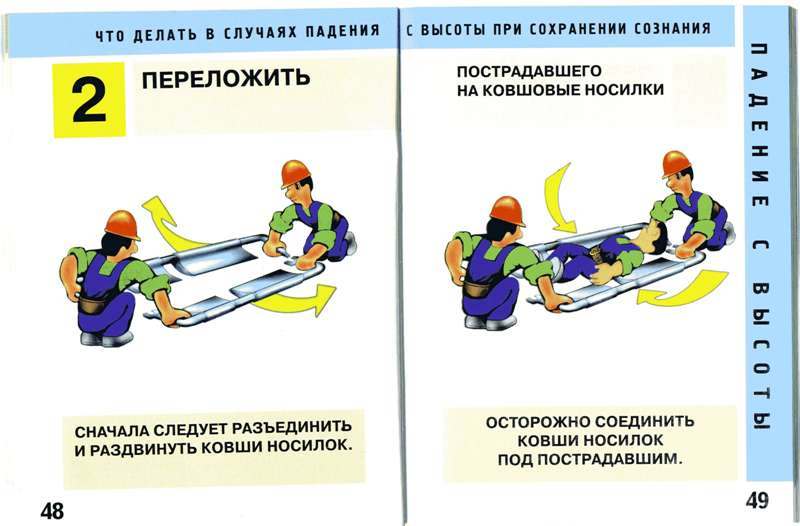 ЧТО ДЕЛАТЬ В СЛУЧАЯХ ПАДЕНИЯ С ВЫСОТЫ ПРИ СОХРАНЕНИИ СОЗНАНИЯ
2
ПЕРЕЛОЖИТЬ
СНАЧАЛА СЛЕДУЕТ РАЗЪЕДИНИТЬ
И РАЗДВИНУТЬ КОВШИ НОСИЛОК.
48
ПОСТРАДАВШЕГО
НА КОВШОВЫЕ НОСИЛКИ
ОСТОРОЖНО СОЕДИНИТЬ
КОВШИ НОСИЛОК
ПОД ПОСТРАДАВШИМ.
49
ПАДЕНИЕ С ВЫСОТЫ